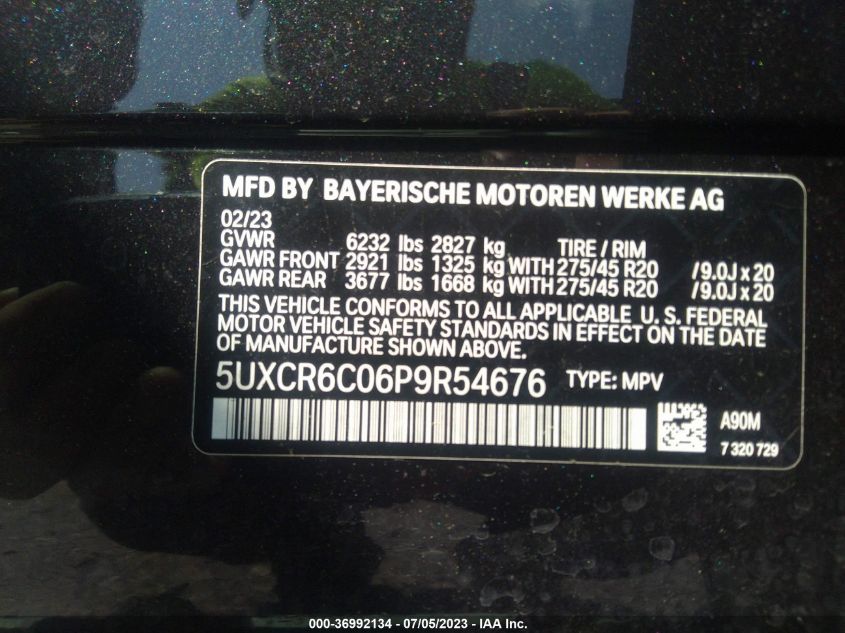 MFD BY BAYERISCHE MOTOREN WERKE AG
02/23
GVWR 6232 lbs 2827 kg TIRE / RIM
GAWR FRONT 2921 lbs 1325 kg WITH 275/45 R20 /9.0J x 20
GAWR REAR 3677 lbs 1668 kg WITH 275/45 R20 /9.0J x 20
THIS VEHICLE CONFORMS TO ALL APPLICABLE U. S. FEDERAL
MOTOR VEHICLE SAFETY STANDARDS IN EFFECT ON THE DATE
OF MANUFACTURE SHOWN ABOVE.
5UXCR6C06P9R54676 TYPE: MPV
A90M
7 320 729
000-36992134 / 07/05/2023 - IAA Inc.